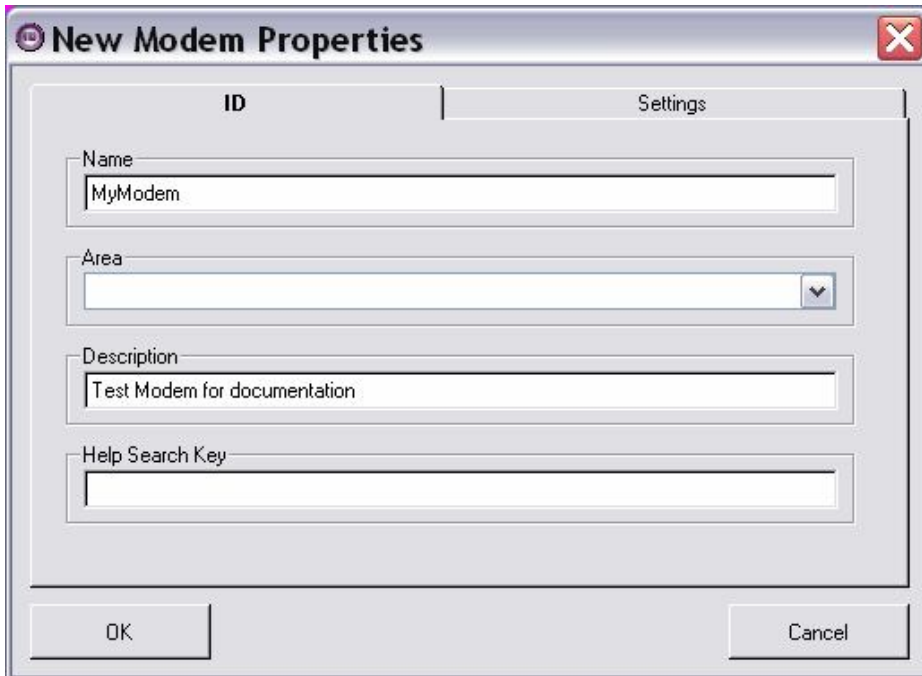 New Modem Properties
ID
Settings
Name
MyModem
Area
Description
Test Modem for documentation
Help Search Key
OK
Cancel